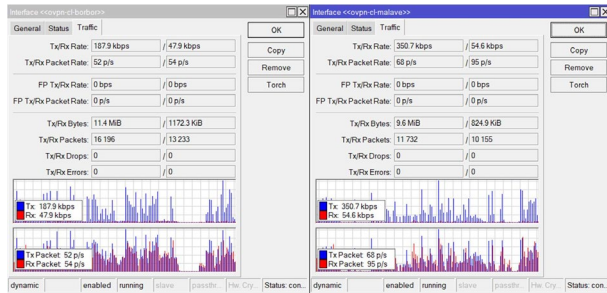 Interface <<ovpn-cl-borbor>>
General Status Traffic
Tx/Rx Rate: 187.9 kbps / 47.9 kbps
Tx/Rx Packet Rate: 52 p/s / 54 p/s
FP Tx/Rx Rate: 0 bps / 0 bps
FP Tx/Rx Packet Rate: 0 p/s / 0 p/s
Tx/Rx Bytes: 11.4 MiB / 1172.3 KiB
Tx/Rx Packets: 16 196 / 13 233
Tx/Rx Drops: 0 / 0
Tx/Rx Errors: 0 / 0
Tx: 187.9 kbps
Rx: 47.9 kbps
Tx Packet: 52 p/s
Rx Packet: 54 p/s
OK
Copy
Remove
Torch
dynamic enabled running slave passthr... Hw. Cry... Status: con...
Interface <<ovpn-cl-malave>>
General Status Traffic
Tx/Rx Rate: 350.7 kbps / 54.6 kbps
Tx/Rx Packet Rate: 68 p/s / 95 p/s
FP Tx/Rx Rate: 0 bps / 0 bps
FP Tx/Rx Packet Rate: 0 p/s / 0 p/s
Tx/Rx Bytes: 9.6 MiB / 824.9 KiB
Tx/Rx Packets: 11 732 / 10 155
Tx/Rx Drops: 0 / 0
Tx/Rx Errors: 0 / 0
Tx: 350.7 kbps
Rx: 54.6 kbps
Tx Packet: 68 p/s
Rx Packet: 95 p/s
OK
Copy
Remove
Torch
dynamic enabled running slave passthr... Hw. Cry... Status: con...